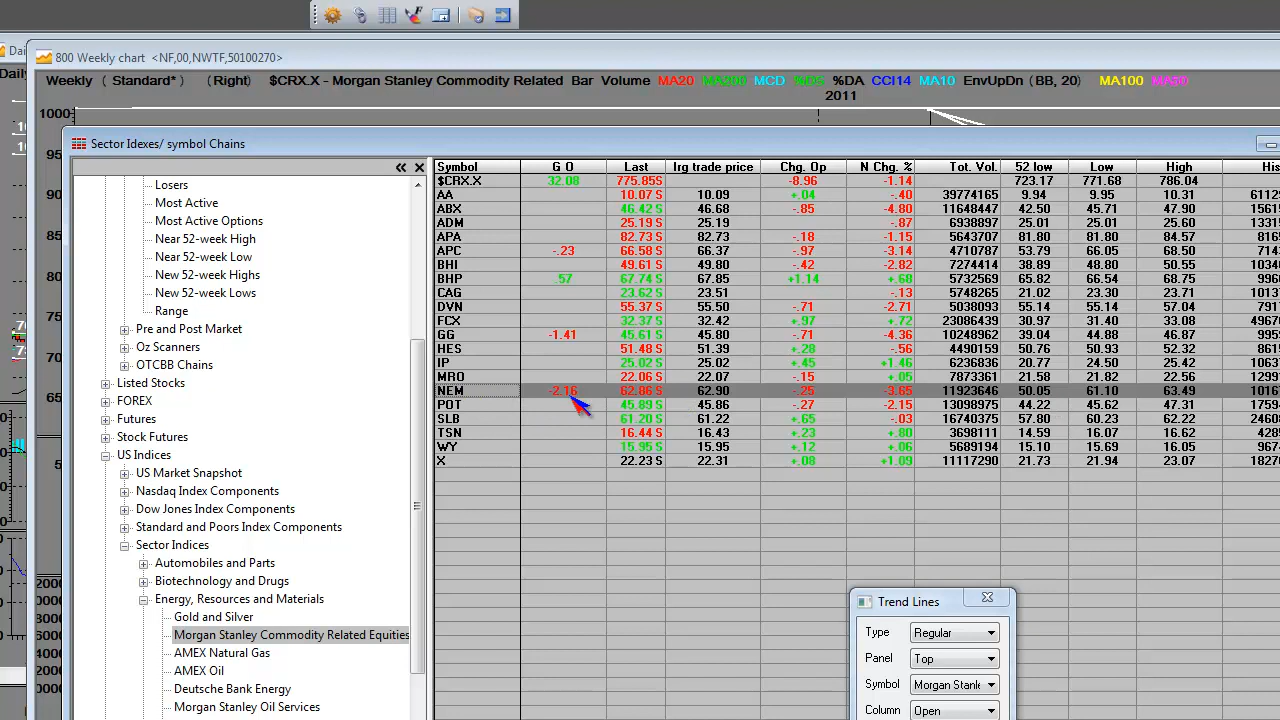 Dai
800 Weekly chart <NF,00,NWTF,50100270>
Daily
Weekly ( Standard* ) (Right) $CRX.X - Morgan Stanley Commodity Related Bar Volume MA20 MA200 MCD %DS %DA CCI14 MA10 EnvUpDn (BB, 20) MA100 MA50
2011
1000
Sector Idexes/ symbol Chains
Symbol G O Last lrg trade price Chg. Op N Chg. % Tot. Vol. 52 low Low High His
$CRX.X 32.08 775.85S -8.96 -1.14 723.17 771.68 786.04
AA 10.07 S 10.09 +.04 -.40 39774165 9.94 9.95 10.31 6112
ABX 46.42 S 46.68 -.85 -4.80 11648447 42.50 45.71 47.90 1561
ADM 25.19 S 25.19 -.87 6938897 25.01 25.01 25.60
APA 82.73 S 82.73 -.18 -1.15 5643707 81.80 81.80 84.57
APC -.23 66.58 S 66.37 -.97 -3.14 4710787 53.79 66.05 68.50
BHI 49.61 S 49.80 -.42 -2.82 7274414 38.89 48.80 50.55
BHP .57 67.74 S 67.85 +1.14 +.68 5732569 65.82 66.54 68.75
CAG 23.62 S 23.51 -.13 5748265 21.02 23.30 23.71
DVN 55.37 S 55.50 -.71 -2.71 5038093 55.14 55.14 57.04
FCX 32.37 S 32.42 +.97 +.72 23086439 30.97 31.40 33.08 49670
GG -1.41 45.61 S 45.80 -.71 -4.36 10248962 39.04 44.88 46.87
HES 51.48 S 51.39 +.28 -.56 4490159 50.76 50.93 52.32
IP 25.02 S 25.02 +.45 +1.46 6236836 20.77 24.50 25.42
MRO 22.06 S 22.07 -.15 +.05 7873361 21.58 21.82 22.56
NEM -2.16 62.86 S 62.90 -.25 -3.65 11923646 50.05 61.10 63.49 1016
POT 45.89 S 45.86 -.27 -2.15 13098975 44.22 45.62 47.31
SLB 61.20 S 61.22 +.65 -.03 16740375 57.80 60.23 62.22
TSN 16.44 S 16.43 +.23 +.80 3698111 14.59 16.07 16.62
WY 15.95 S 15.95 +.12 +.06 5689194 15.10 15.69 16.05
X 22.23 S 22.31 +.08 +1.09 11117290 21.73 21.94 23.07 18270
Losers
Most Active
Most Active Options
Near 52-week High
Near 52-week Low
New 52-week Highs
New 52-week Lows
Range
Pre and Post Market
Oz Scanners
OTCBB Chains
Listed Stocks
FOREX
Futures
Stock Futures
US Indices
US Market Snapshot
Nasdaq Index Components
Dow Jones Index Components
Standard and Poors Index Components
Sector Indices
Automobiles and Parts
Biotechnology and Drugs
Energy, Resources and Materials
Gold and Silver
Morgan Stanley Commodity Related Equities
AMEX Natural Gas
AMEX Oil
Deutsche Bank Energy
Morgan Stanley Oil Services
Trend Lines
Type Regular
Panel Top
Symbol Morgan Stank
Column Open